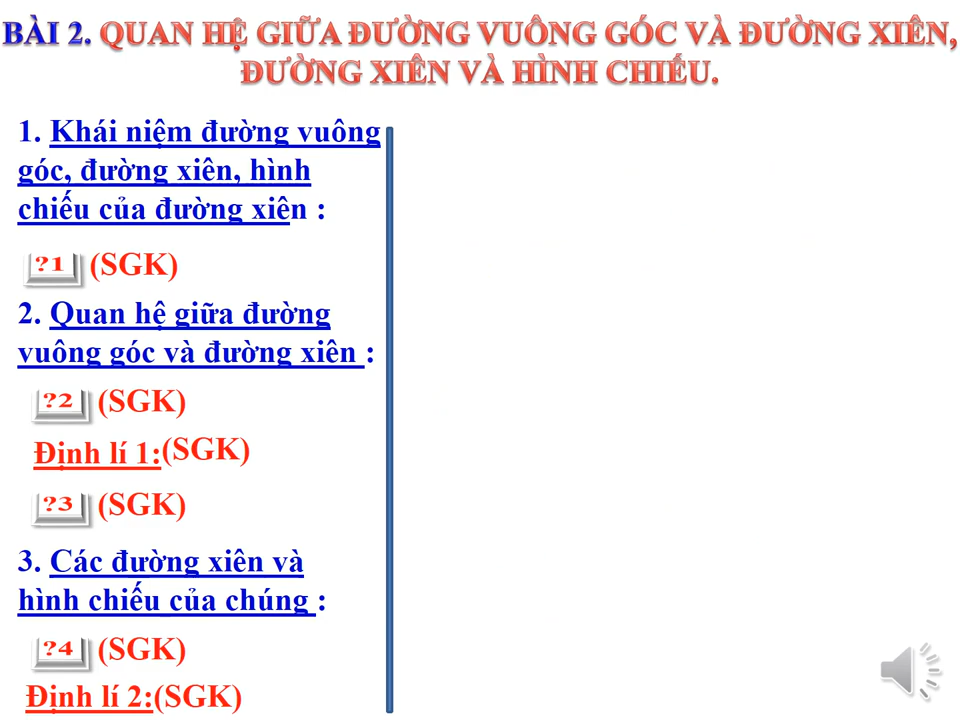 BÀI 2. QUAN HỆ GIỮA ĐƯỜNG VUÔNG GÓC VÀ ĐƯỜNG XIÊN,
ĐƯỜNG XIÊN VÀ HÌNH CHIẾU.
1. Khái niệm đường vuông
góc, đường xiên, hình
chiếu của đường xiên :
?1 (SGK)
2. Quan hệ giữa đường
vuông góc và đường xiên :
?2 (SGK)
Định lí 1:(SGK)
?3 (SGK)
3. Các đường xiên và
hình chiếu của chúng :
?4 (SGK)
Định lí 2:(SGK)